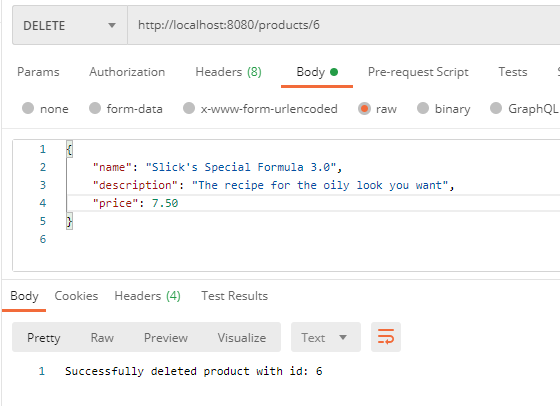 DELETE http://localhost:8080/products/6
Params Authorization Headers (8) Body Pre-request Script Tests
none form-data x-www-form-urlencoded raw binary GraphQL
1 {
2 "name": "Slick's Special Formula 3.0",
3 "description": "The recipe for the oily look you want",
4 "price": 7.50
5 }
6
Body Cookies Headers (4) Test Results
Pretty Raw Preview Visualize Text
1 Successfully deleted product with id: 6